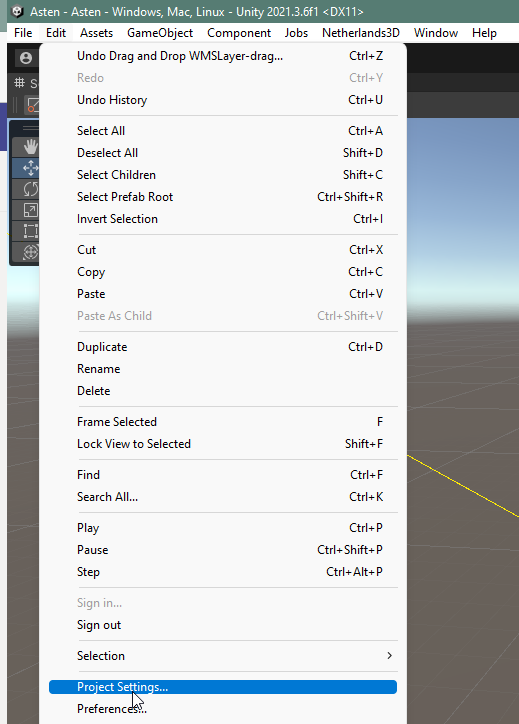 Asten - Asten - Windows, Mac, Linux - Unity 2021.3.6f1 <DX11>
File Edit Assets GameObject Component Jobs Netherlands3D Window Help
Undo Drag and Drop WMSLayer-drag... Ctrl+Z
Redo Ctrl+Y
Undo History Ctrl+U
Select All Ctrl+A
Deselect All Shift+D
Select Children Shift+C
Select Prefab Root Ctrl+Shift+R
Invert Selection Ctrl+I
Cut Ctrl+X
Copy Ctrl+C
Paste Ctrl+V
Paste As Child Ctrl+Shift+V
Duplicate Ctrl+D
Rename
Delete
Frame Selected F
Lock View to Selected Shift+F
Find Ctrl+F
Search All... Ctrl+K
Play Ctrl+P
Pause Ctrl+Shift+P
Step Ctrl+Alt+P
Sign in...
Sign out
Selection
Project Settings...
Preferences...